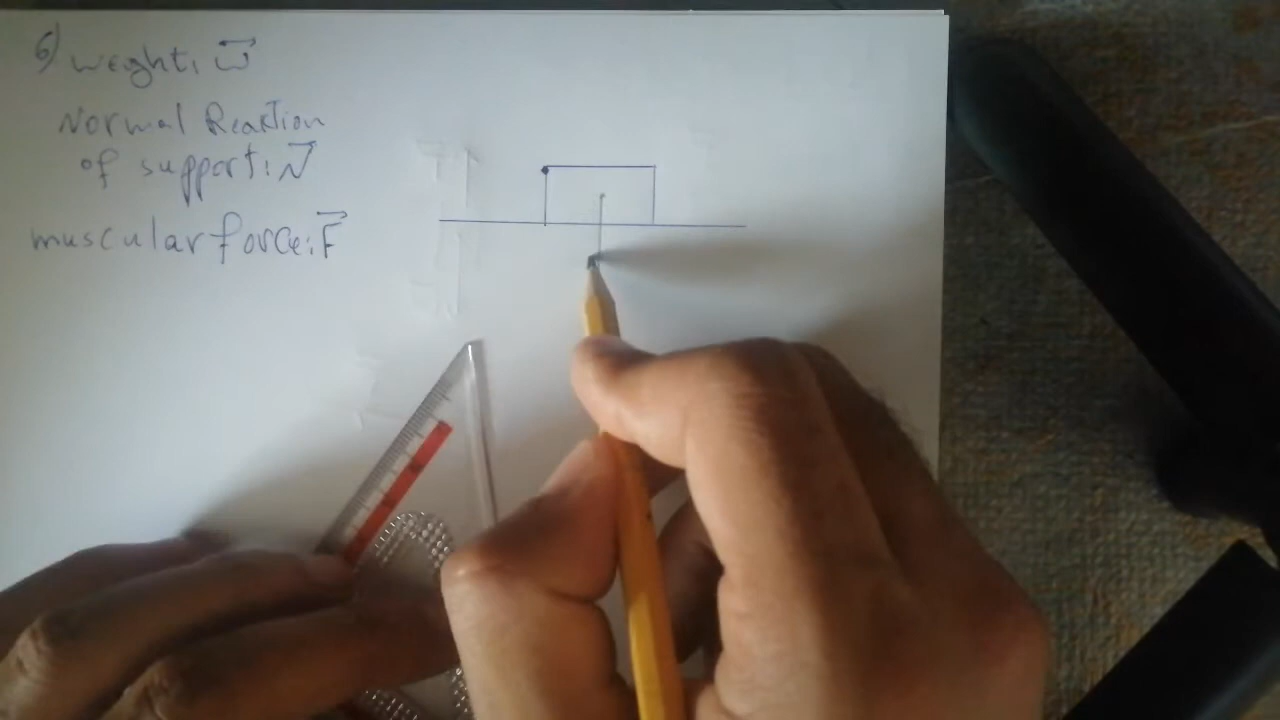 6) weight: w
Normal Reaction
of support: N
muscular force: F